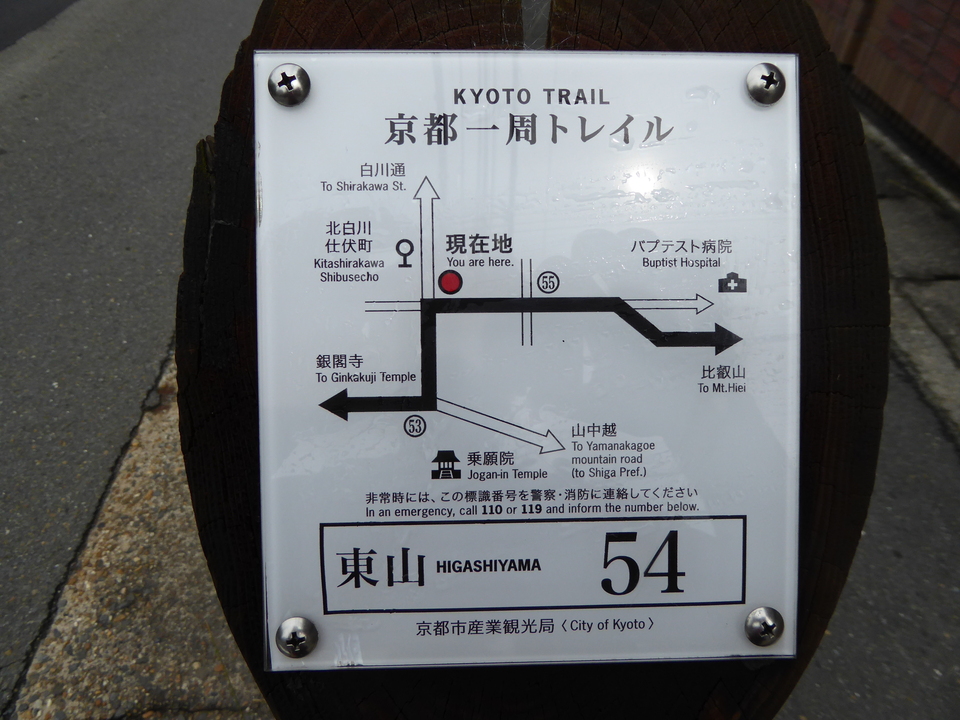 KYOTO TRAIL
京都一周トレイル
白川通
To Shirakawa St.
北白川
仕伏町
Kitashirakawa
Shibusecho
現在地
You are here.
55
バプテスト病院
Buptist Hospital
銀閣寺
To Ginkakuji Temple
比叡山
To Mt.Hiei
53
山中越
To Yamanakagoe
mountain road
(to Shiga Pref.)
乗願院
Jogan-in Temple
非常時には、この標識番号を警察・消防に連絡してください
In an emergency, call 110 or 119 and inform the number below.
東山 HIGASHIYAMA 54
京都市産業観光局〈City of Kyoto〉